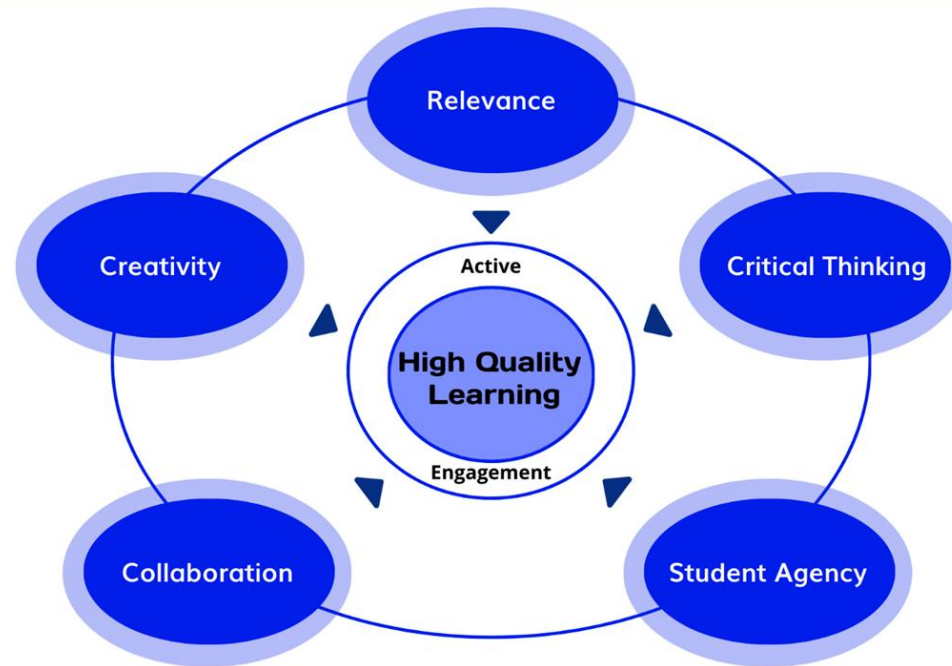 Relevance
Creativity
Critical Thinking
Active
High Quality
Learning
Engagement
Collaboration
Student Agency